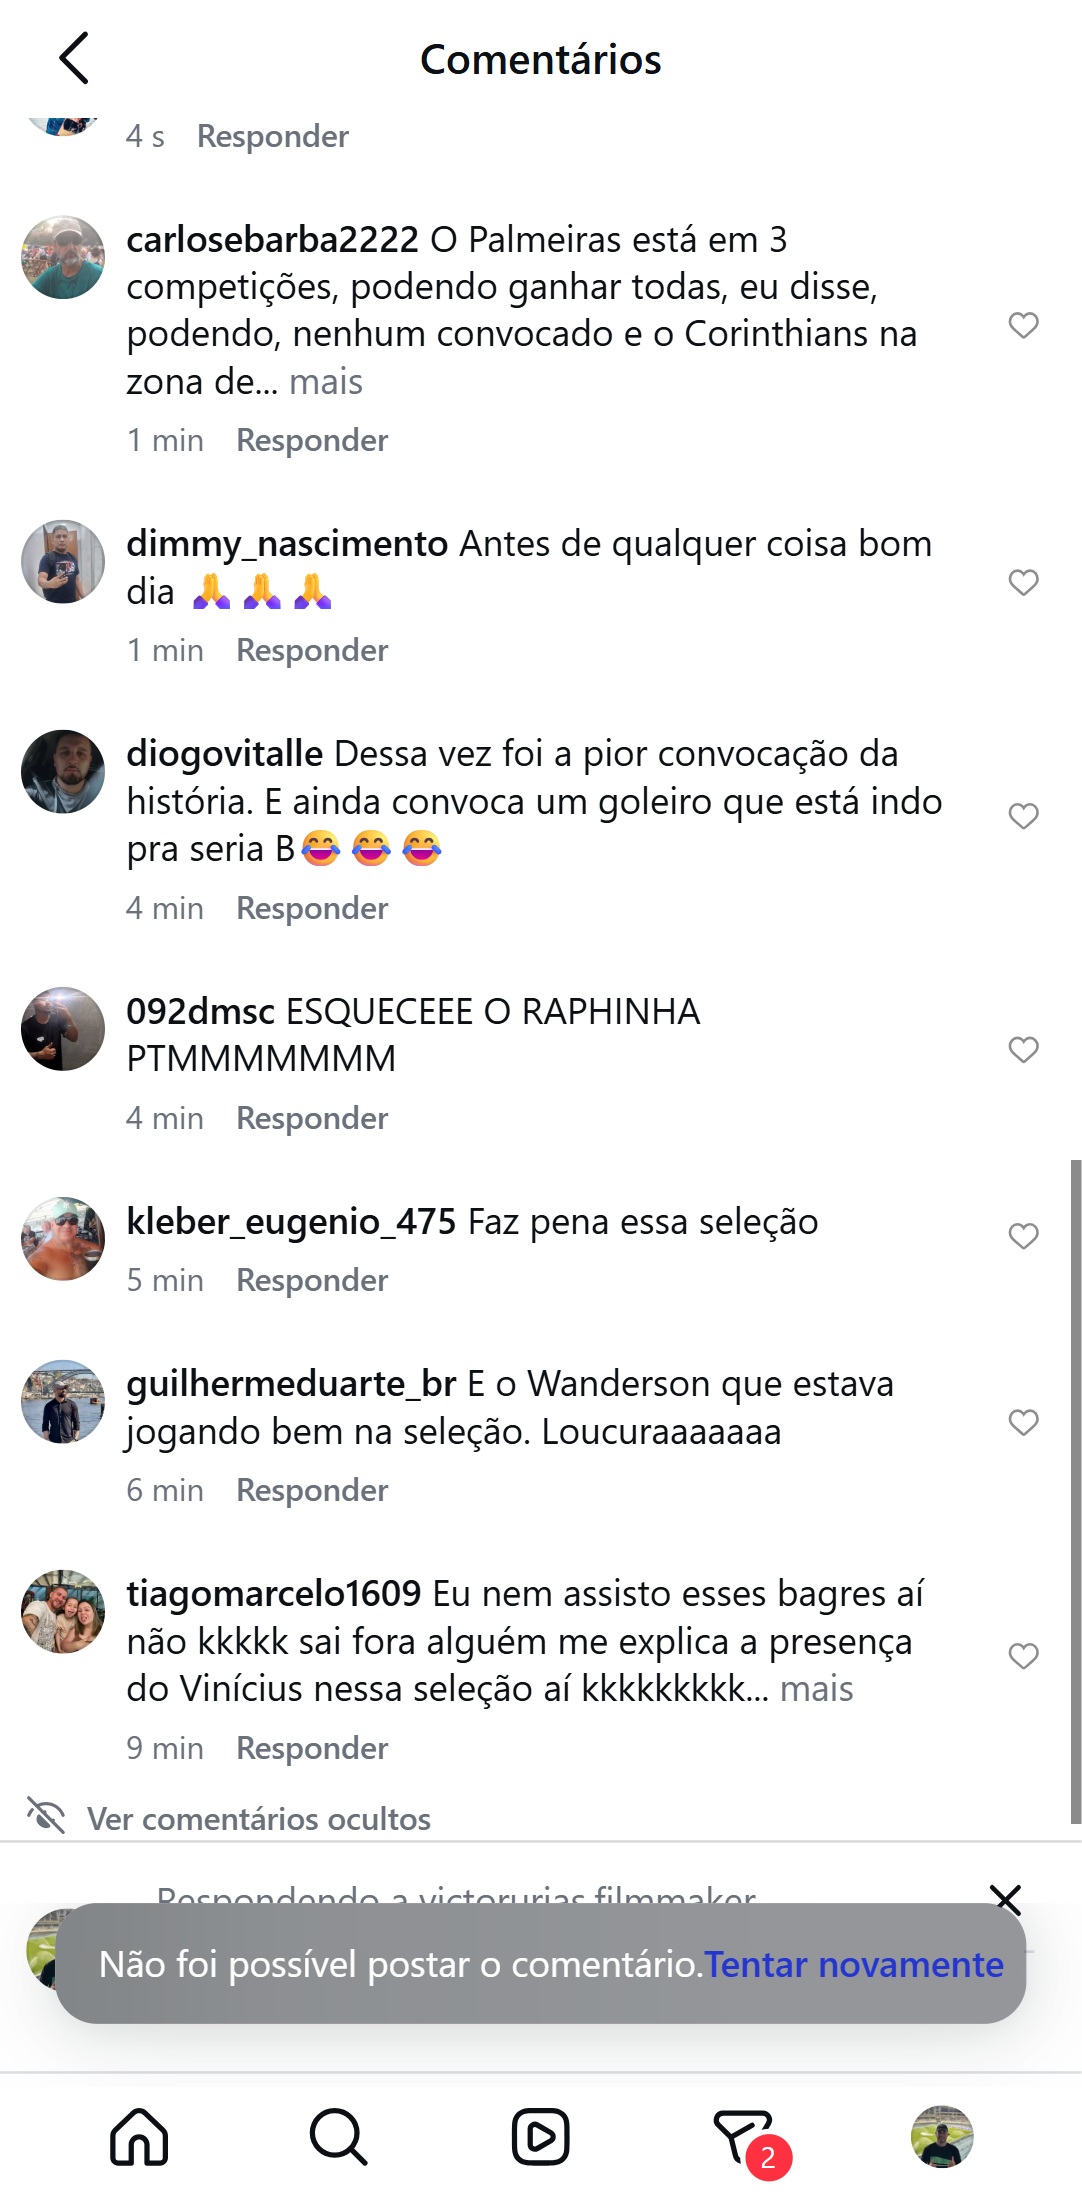 Comentários
4 s Responder
carlosebarba2222 O Palmeiras está em 3
competições, podendo ganhar todas, eu disse,
podendo, nenhum convocado e o Corinthians na
zona de... mais
1 min Responder
dimmy_nascimento Antes de qualquer coisa bom
dia 🙏🙏🙏
1 min Responder
diogovitalle Dessa vez foi a pior convocação da
história. E ainda convoca um goleiro que está indo
pra seria B😂😂😂
4 min Responder
092dmsc ESQUECEEE O RAPHINHA
PTMMMMMMM
4 min Responder
kleber_eugenio_475 Faz pena essa seleção
5 min Responder
guilhermeduarte_br E o Wanderson que estava
jogando bem na seleção. Loucuraaaaaaa
6 min Responder
tiagomarcelo1609 Eu nem assisto esses bagres aí
não kkkkk sai fora alguém me explica a presença
do Vinícius nessa seleção aí kkkkkkkkk... mais
9 min Responder
Ver comentários ocultos
Respondendo a victorurias.filmmaker
Não foi possível postar o comentário.Tentar novamente
2